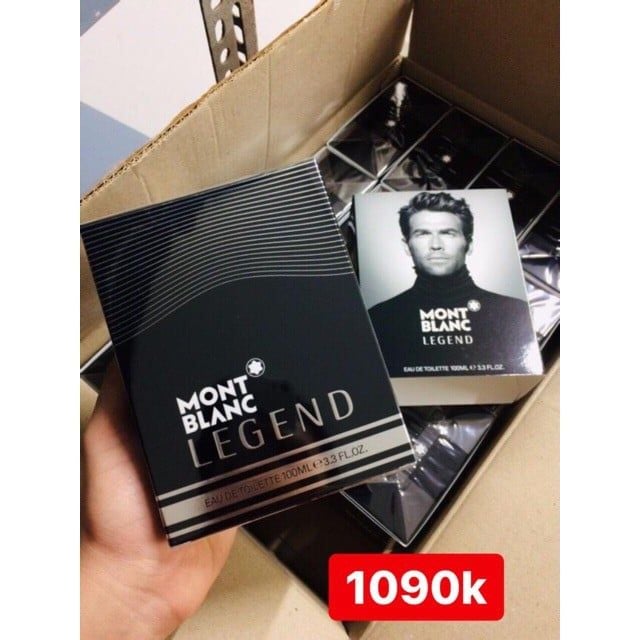 MONT
BLANC
LEGEND
EAU DE TOILETTE 100ML℮3.3 FL.OZ.
MONT
BLANC
LEGEND
EAU DE TOILETTE 100ML ℮ 3.3 FL.OZ.
1090k